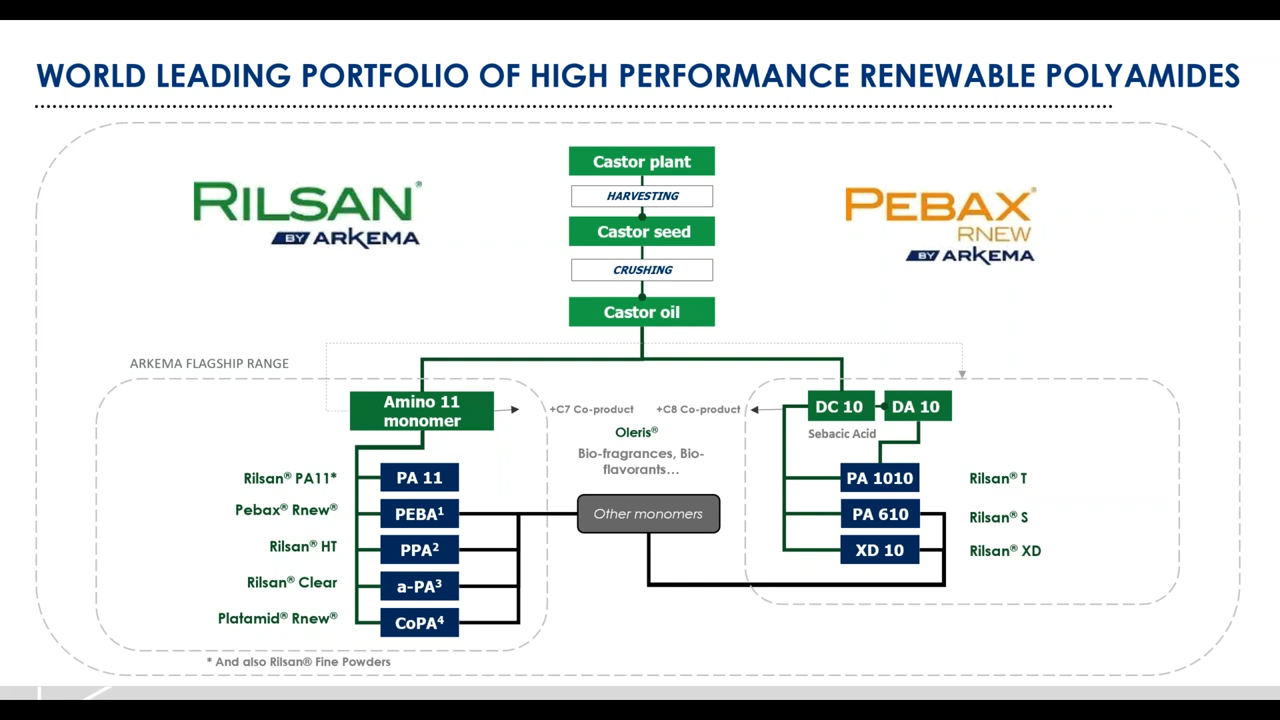 WORLD LEADING PORTFOLIO OF HIGH PERFORMANCE RENEWABLE POLYAMIDES
RILSAN®
BY ARKEMA
PEBAX®
RNEW
BY ARKEMA
Castor plant
HARVESTING
Castor seed
CRUSHING
Castor oil
ARKEMA FLAGSHIP RANGE
Amino 11
monomer
+C7 Co-product
+C8 Co-product
Oleris®
Bio-fragrances, Bio-
flavorants…
DC 10
DA 10
Sebacic Acid
Rilsan® PA11*
PA 11
Pebax® Rnew®
PEBA¹
Rilsan® HT
PPA²
Rilsan® Clear
a-PA³
Platamid® Rnew®
CoPA⁴
Other monomers
PA 1010
Rilsan® T
PA 610
Rilsan® S
XD 10
Rilsan® XD
* And also Rilsan® Fine Powders